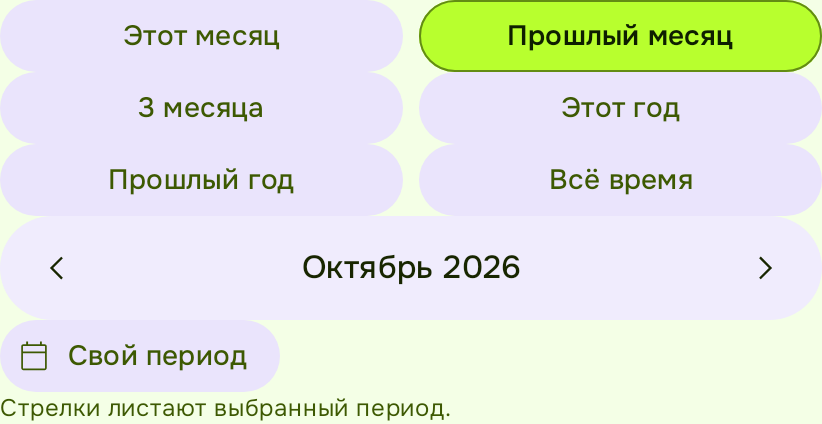 Этот месяц
Прошлый месяц
3 месяца
Этот год
Прошлый год
Всё время
Октябрь 2026
Свой период
Стрелки листают выбранный период.